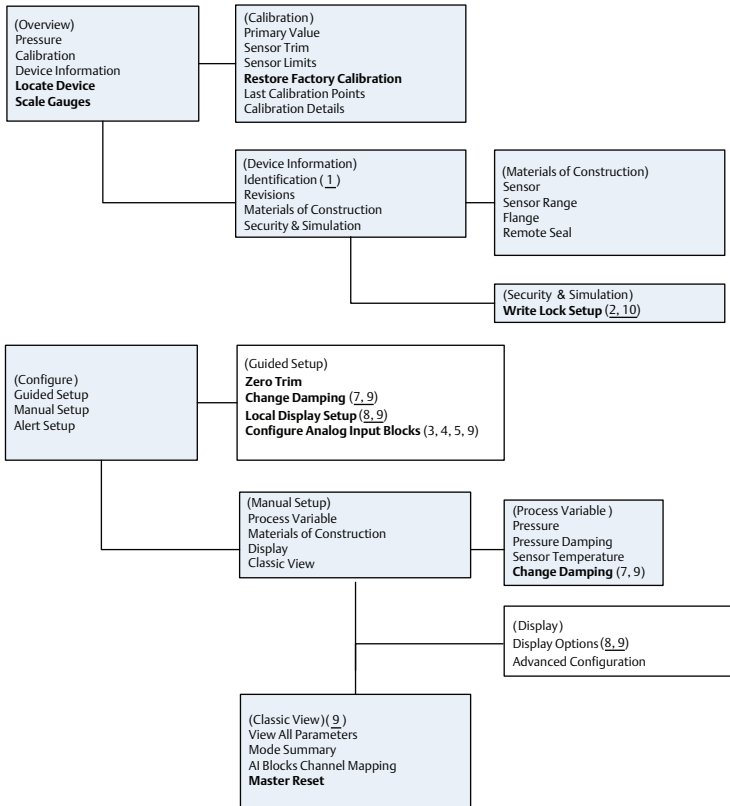 (Overview)
Pressure
Calibration
Device Information
Locate Device
Scale Gauges
(Calibration)
Primary Value
Sensor Trim
Sensor Limits
Restore Factory Calibration
Last Calibration Points
Calibration Details
(Device Information)
Identification (1)
Revisions
Materials of Construction
Security & Simulation
(Materials of Construction)
Sensor
Sensor Range
Flange
Remote Seal
(Security & Simulation)
Write Lock Setup (2, 10)
(Configure)
Guided Setup
Manual Setup
Alert Setup
(Guided Setup)
Zero Trim
Change Damping (7, 9)
Local Display Setup (8, 9)
Configure Analog Input Blocks (3, 4, 5, 9)
(Manual Setup)
Process Variable
Materials of Construction
Display
Classic View
(Process Variable )
Pressure
Pressure Damping
Sensor Temperature
Change Damping (7, 9)
(Display)
Display Options (8, 9)
Advanced Configuration
(Classic View) ( 9 )
View All Parameters
Mode Summary
AI Blocks Channel Mapping
Master Reset